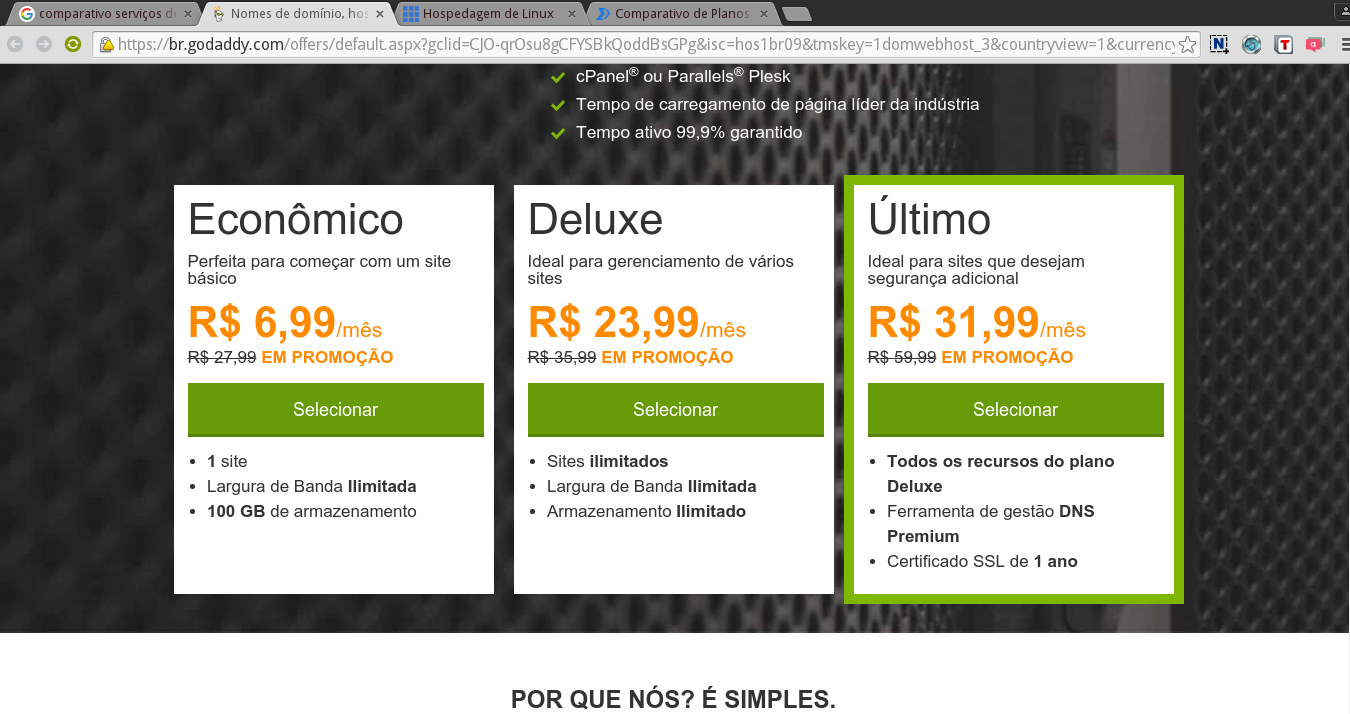 comparativo serviços de
Nomes de domínio, hos
Hospedagem de Linux
Comparativo de Planos
https://br.godaddy.com/offers/default.aspx?gclid=CJO-qrOsu8gCFYSBkQoddBsGPg&isc=hos1br09&tmskey=1domwebhost_3&countryview=1&currency
cPanel® ou Parallels® Plesk
Tempo de carregamento de página líder da indústria
Tempo ativo 99,9% garantido
Econômico
Perfeita para começar com um site
básico
R$ 6,99/mês
R$ 27,99 EM PROMOÇÃO
Selecionar
1 site
Largura de Banda Ilimitada
100 GB de armazenamento
Deluxe
Ideal para gerenciamento de vários
sites
R$ 23,99/mês
R$ 35,99 EM PROMOÇÃO
Selecionar
Sites ilimitados
Largura de Banda Ilimitada
Armazenamento Ilimitado
Último
Ideal para sites que desejam
segurança adicional
R$ 31,99/mês
R$ 59,99 EM PROMOÇÃO
Selecionar
Todos os recursos do plano
Deluxe
Ferramenta de gestão DNS
Premium
Certificado SSL de 1 ano
POR QUE NÓS? É SIMPLES.